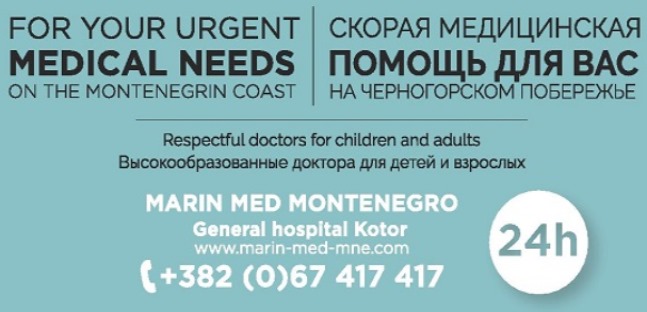 FOR YOUR URGENT
MEDICAL NEEDS
ON THE MONTENEGRIN COAST
СКОРАЯ МЕДИЦИНСКАЯ
ПОМОЩЬ ДЛЯ ВАС
НА ЧЕРНОГОРСКОМ ПОБЕРЕЖЬЕ
Respectful doctors for children and adults
Высокообразованные доктора для детей и взрослых
MARIN MED MONTENEGRO
General hospital Kotor
www.marin-med-mne.com
+382 (0)67 417 417
24h